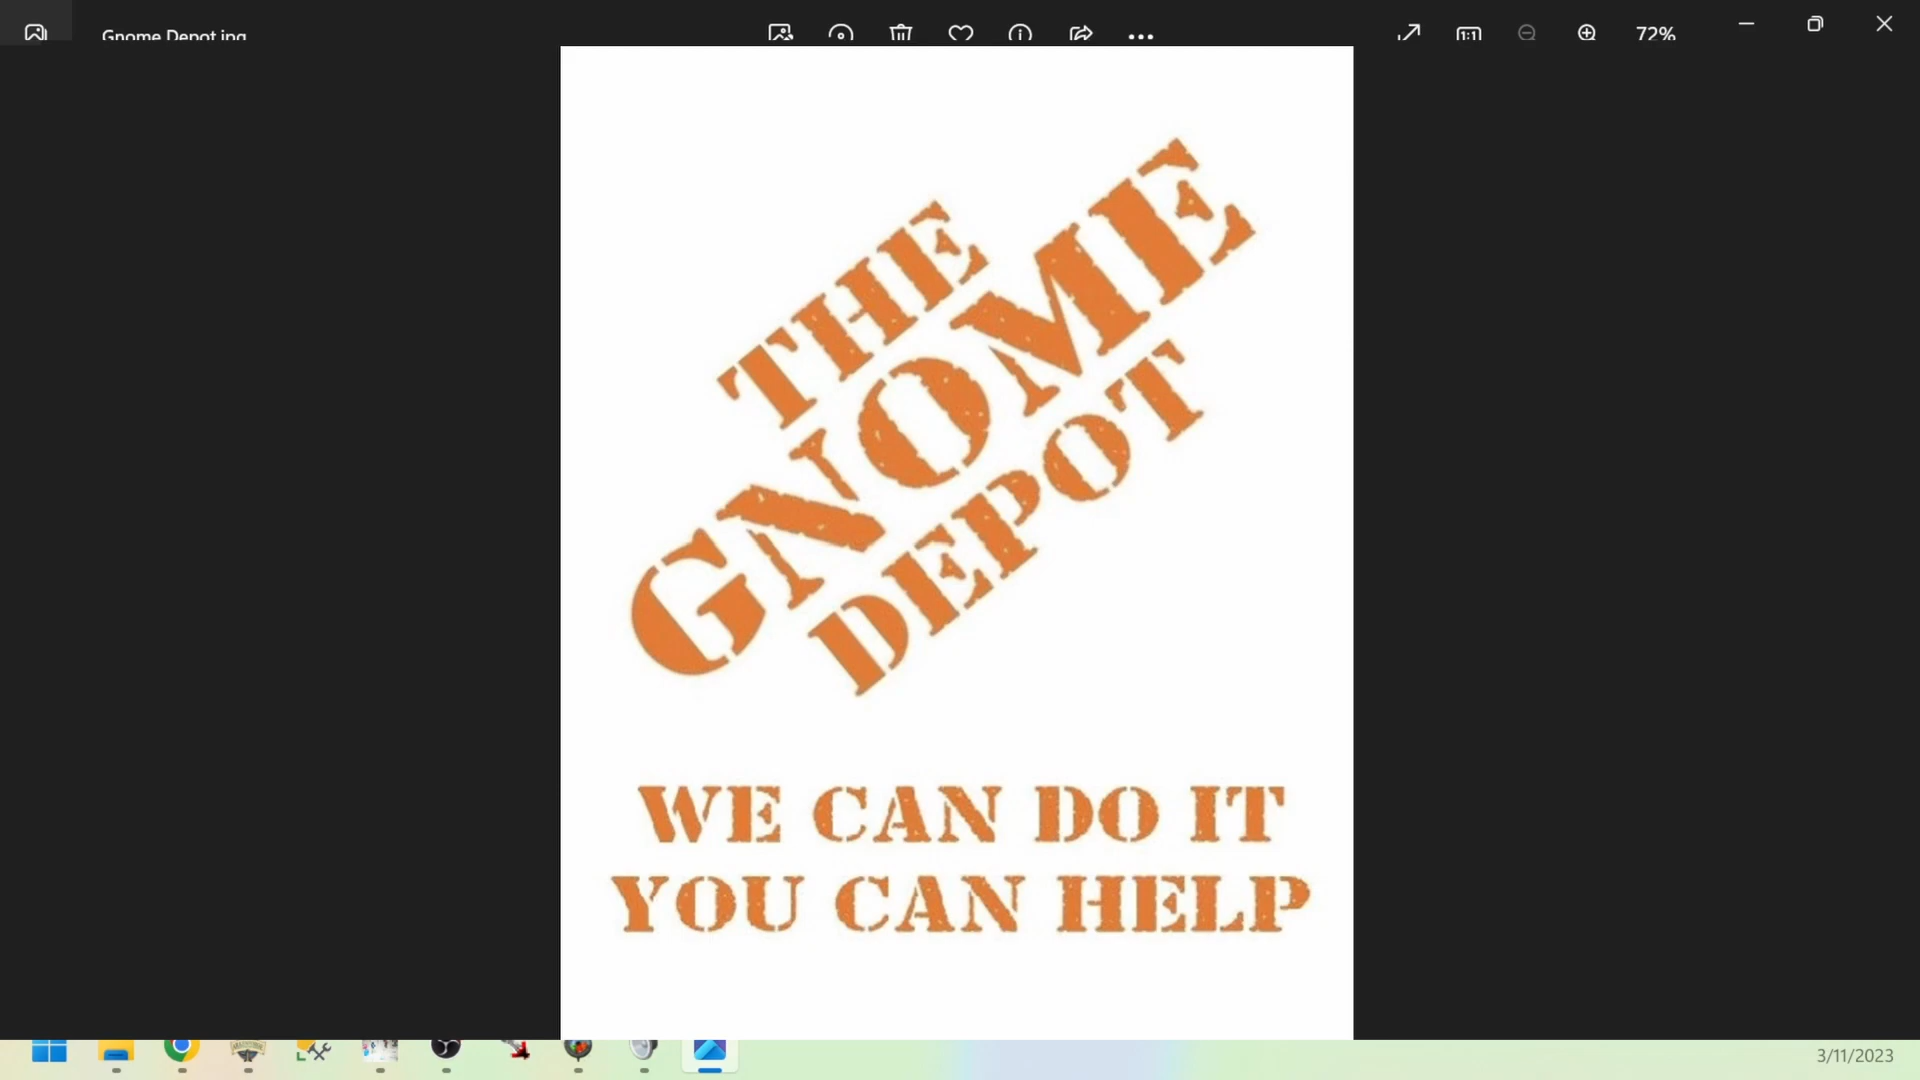 Gnome Depot.jpg
72%
THE
GNOME
DEPOT
WE CAN DO IT
YOU CAN HELP
3/11/2023